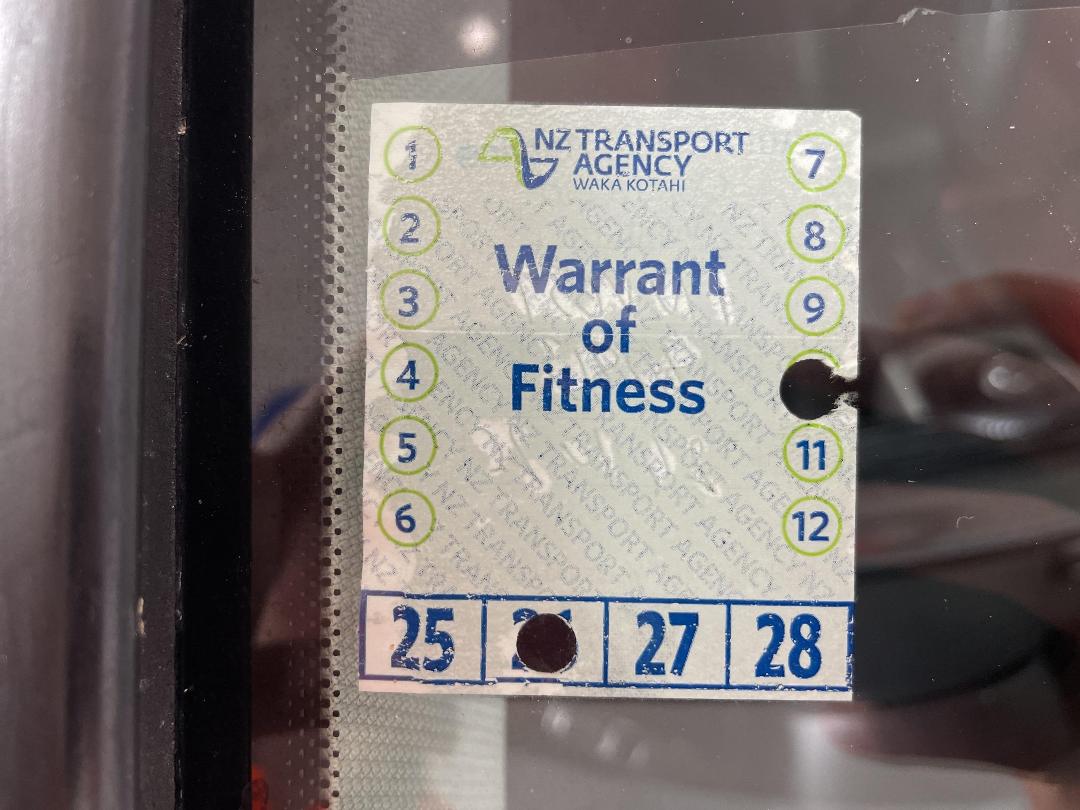 NZ TRANSPORT
AGENCY
WAKA KOTAHI
Warrant
of
Fitness
1
2
3
4
5
6
7
8
9
11
12
25
27
28